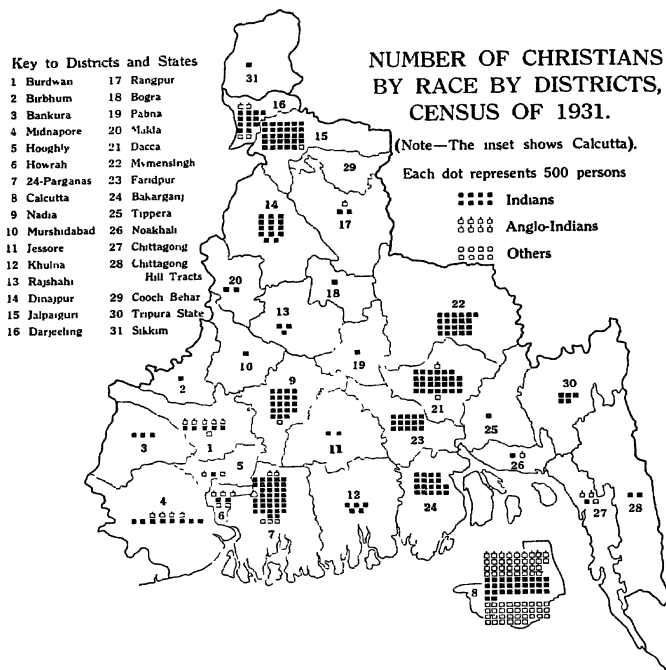 NUMBER OF CHRISTIANS
BY RACE BY DISTRICTS,
CENSUS OF 1931.
(Note—The inset shows Calcutta).
Each dot represents 500 persons
Indians
Anglo-Indians
Others
Key to Districts and States
1 Burdwan
2 Birbhum
3 Bankura
4 Midnapore
5 Houghly
6 Howrah
7 24-Parganas
8 Calcutta
9 Nadia
10 Murshidabad
11 Jessore
12 Khulna
13 Rajshahi
14 Dinajpur
15 Jalpaiguri
16 Darjeeling
17 Rangpur
18 Bogra
19 Pabna
20 Malda
21 Dacca
22 Mymensingh
23 Faridpur
24 Bakarganj
25 Tippera
26 Noakhali
27 Chittagong
28 Chittagong
Hill Tracts
29 Cooch Behar
30 Tripura State
31 Sikkim
31
16
15
29
14
17
20
18
13
22
10
19
2
9
21
30
3
1
11
23
25
5
26
4
6
7
12
24
27
28
8